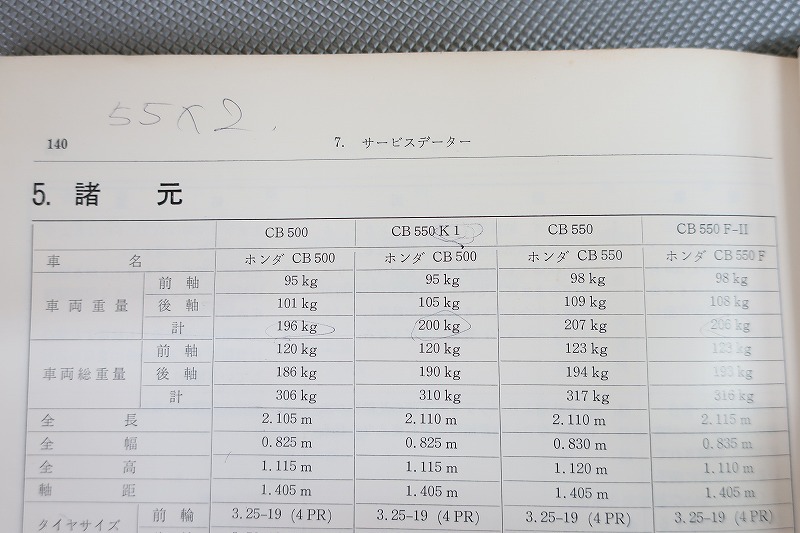 55×2.
140 7. サービスデーター
5. 諸 元
CB 500 CB 550 K 1 CB 550 CB 550 F-II
車 名 ホンダ CB 500 ホンダ CB 500 ホンダ CB 550 ホンダ CB 550 F
車両重量 前軸 95 kg 95 kg 98 kg 98 kg
後軸 101 kg 105 kg 109 kg 108 kg
計 196 kg 200 kg 207 kg 206 kg
車両総重量 前軸 120 kg 120 kg 123 kg 123 kg
後軸 186 kg 190 kg 194 kg 193 kg
計 306 kg 310 kg 317 kg 316 kg
全 長 2.105 m 2.110 m 2.110 m 2.115 m
全 幅 0.825 m 0.825 m 0.830 m 0.835 m
全 高 1.115 m 1.115 m 1.120 m 1.110 m
軸 距 1.405 m 1.405 m 1.405 m 1.405 m
タイヤサイズ 前輪 3.25-19 (4 PR) 3.25-19 (4 PR) 3.25-19 (4 PR) 3.25-19 (4 PR)